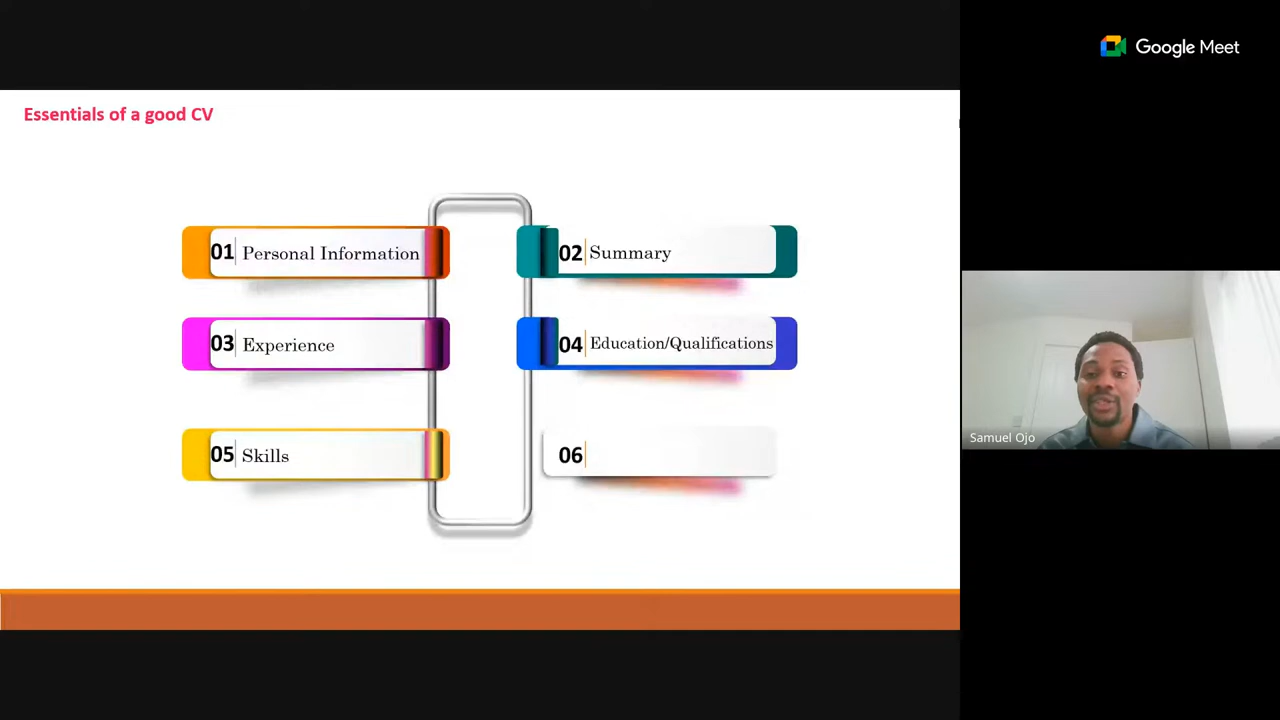 Google Meet
Essentials of a good CV
01 Personal Information
02 Summary
03 Experience
04 Education/Qualifications
05 Skills
06
Samuel Ojo